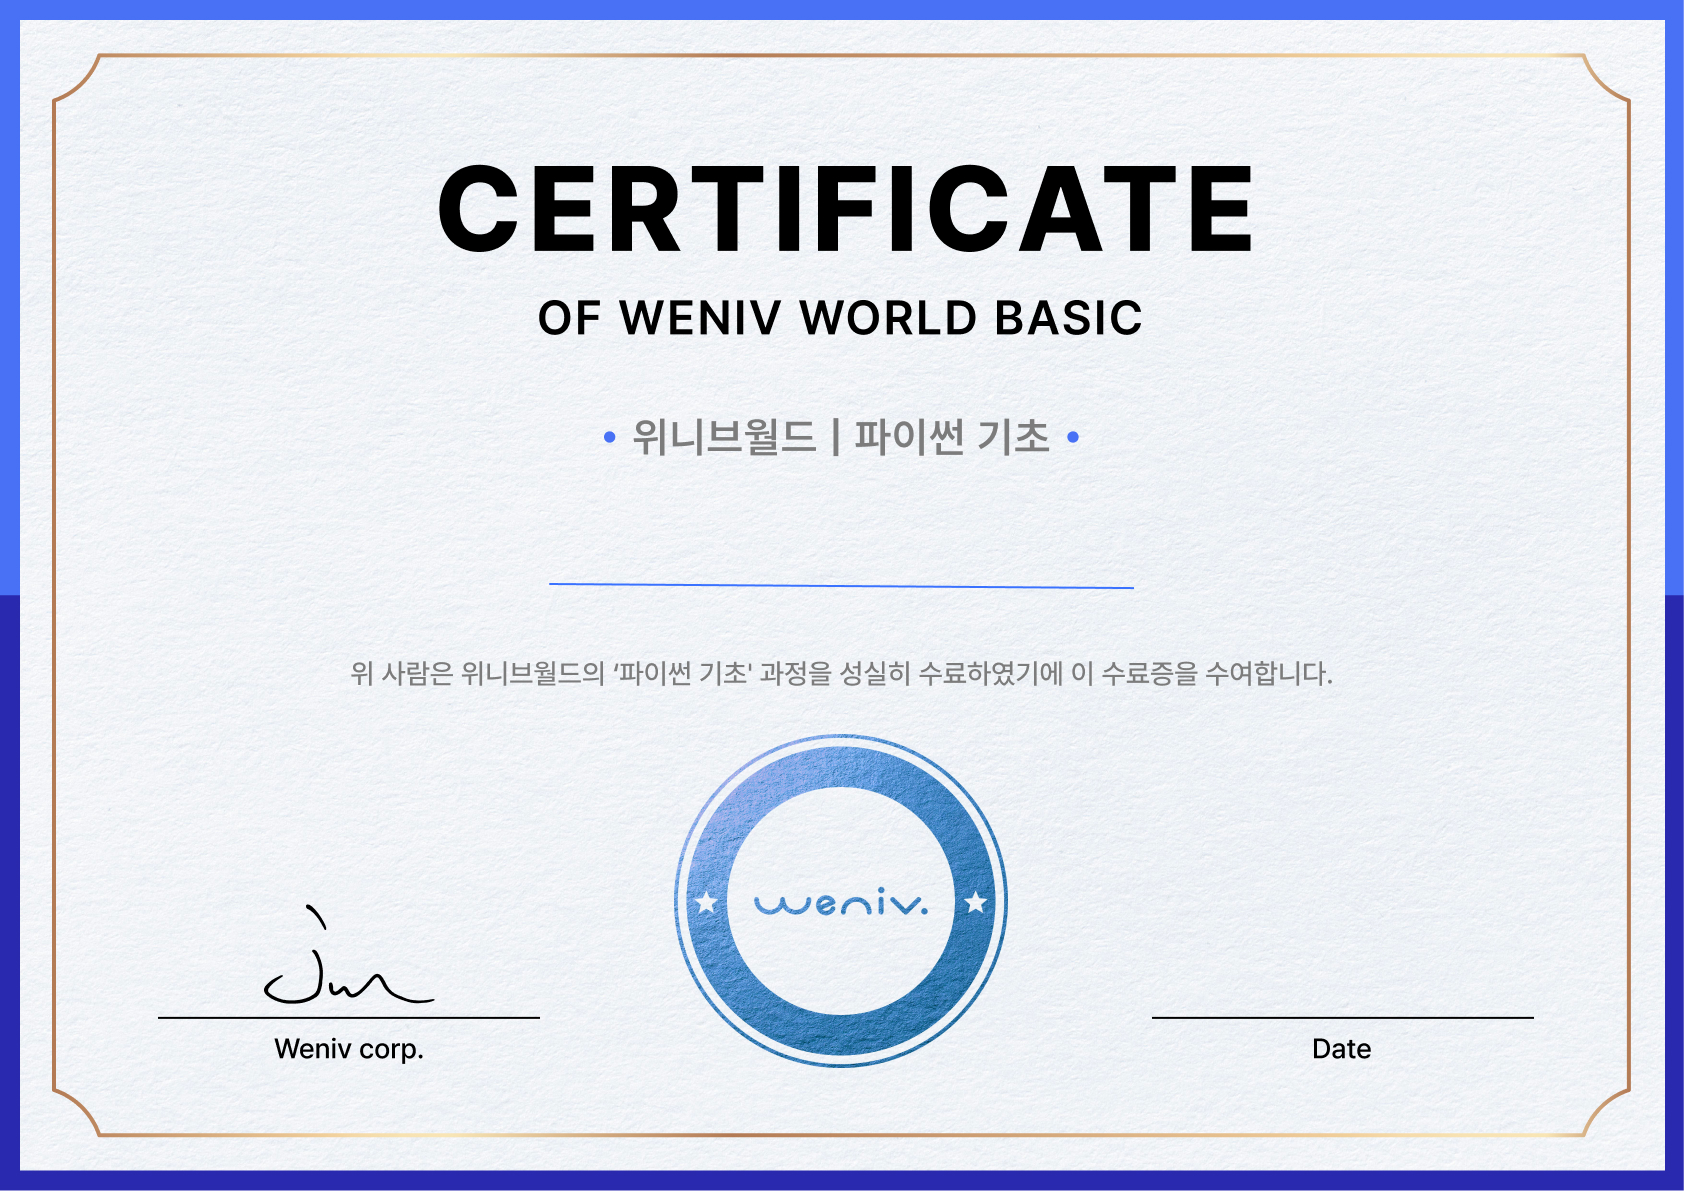 CERTIFICATE
OF WENIV WORLD BASIC
• 위니브월드 | 파이썬 기초 •
위 사람은 위니브월드의 ‘파이썬 기초' 과정을 성실히 수료하였기에 이 수료증을 수여합니다.
weniv.
Weniv corp.
Date